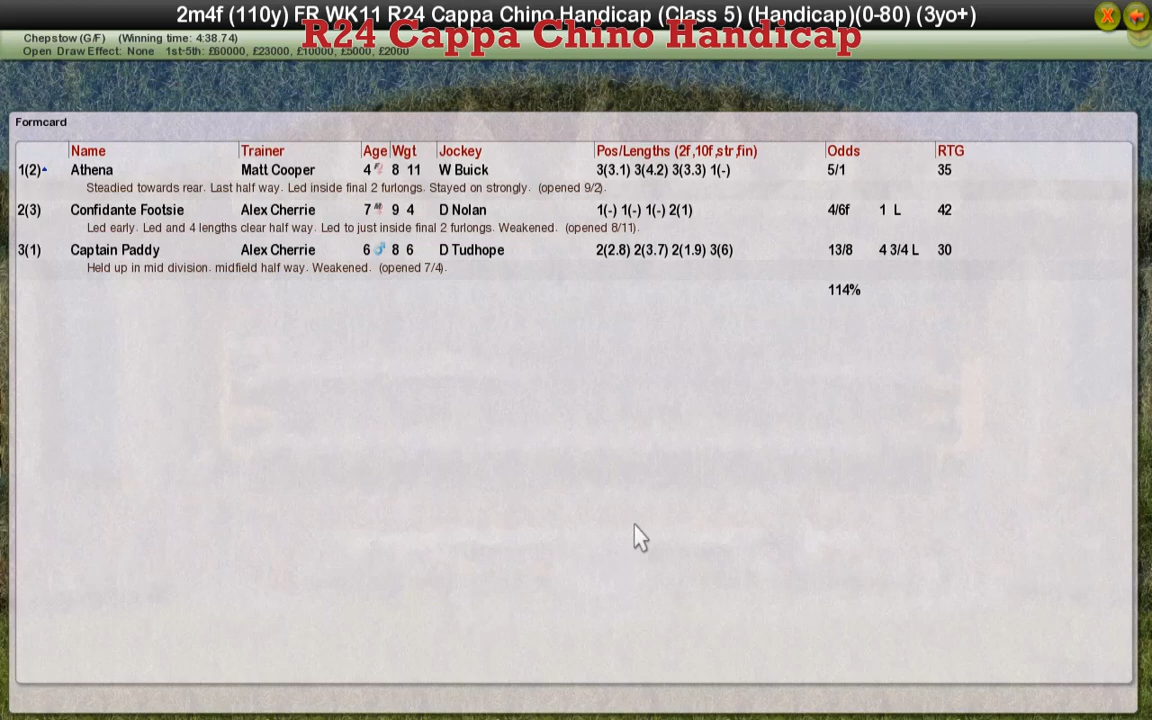 2m4f (110y) FR WK11 R24 Cappa Chino Handicap (Class 5) (Handicap)(0-80) (3yo+)
R24 Cappa Chino Handicap
Chepstow (G/F) (Winning time: 4:38.74)
Open Draw Effect: None 1st-5th: £60000, £23000, £10000, £5000, £2000
Formcard
Name Trainer Age Wgt Jockey Pos/Lengths (2f,10f,str,fin) Odds RTG
1(2) Athena Matt Cooper 4 8 11 W Buick 3(3.1) 3(4.2) 3(3.3) 1(-) 5/1 35
Steadied towards rear. Last half way. Led inside final 2 furlongs. Stayed on strongly. (opened 9/2).
2(3) Confidante Footsie Alex Cherrie 7 9 4 D Nolan 1(-) 1(-) 1(-) 2(1) 4/6f 1 L 42
Led early. Led and 4 lengths clear half way. Led to just inside final 2 furlongs. Weakened. (opened 8/11).
3(1) Captain Paddy Alex Cherrie 6 8 6 D Tudhope 2(2.8) 2(3.7) 2(1.9) 3(6) 13/8 4 3/4 L 30
Held up in mid division. midfield half way. Weakened. (opened 7/4).
114%